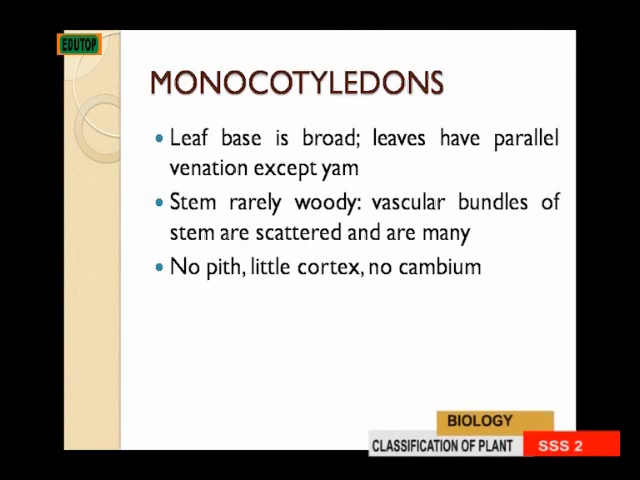 EDUTOP
MONOCOTYLEDONS
• Leaf base is broad; leaves have parallel
venation except yam
• Stem rarely woody: vascular bundles of
stem are scattered and are many
• No pith, little cortex, no cambium
BIOLOGY
CLASSIFICATION OF PLANT SSS 2